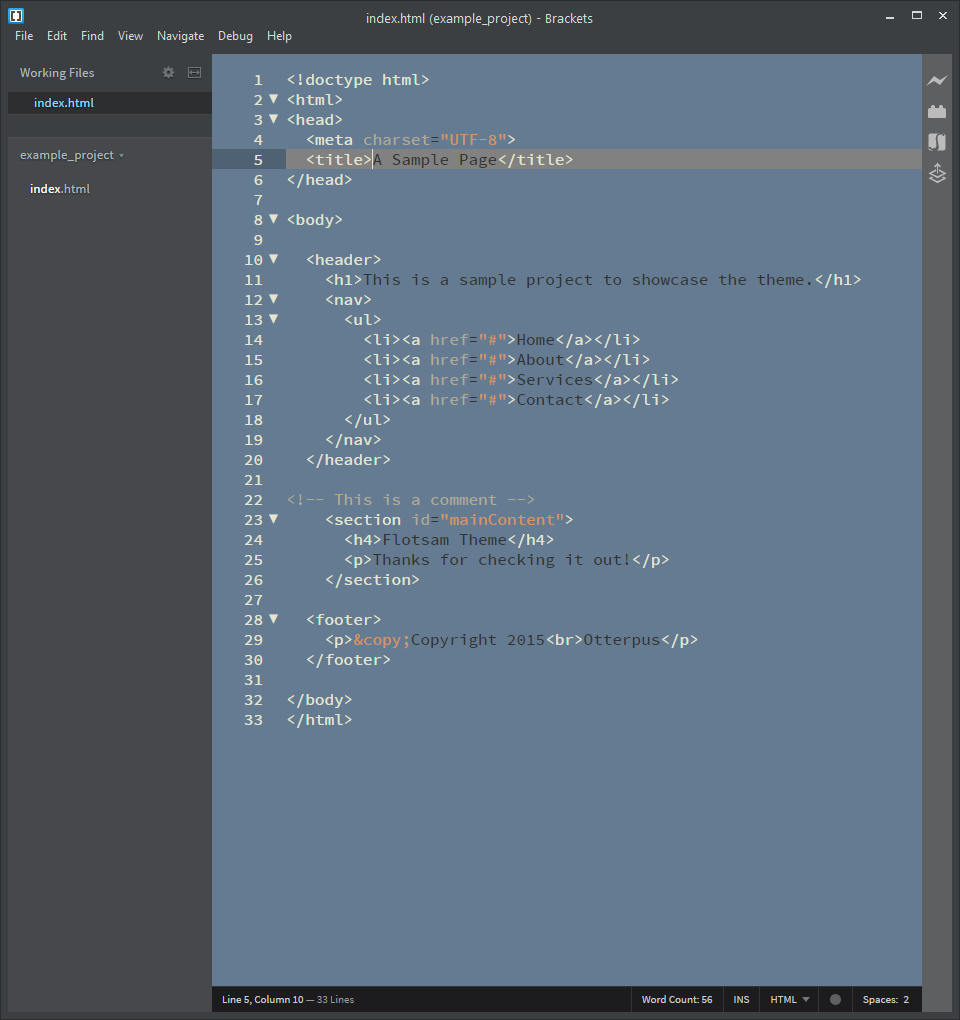 index.html (example_project) - Brackets
File Edit Find View Navigate Debug Help
Working Files
index.html
example_project
index.html
1 <!doctype html>
2 <html>
3 <head>
4   <meta charset="UTF-8">
5   <title>A Sample Page</title>
6 </head>
7
8 <body>
9
10   <header>
11     <h1>This is a sample project to showcase the theme.</h1>
12     <nav>
13       <ul>
14         <li><a href="#">Home</a></li>
15         <li><a href="#">About</a></li>
16         <li><a href="#">Services</a></li>
17         <li><a href="#">Contact</a></li>
18       </ul>
19     </nav>
20   </header>
21
22 <!-- This is a comment -->
23     <section id="mainContent">
24       <h4>Flotsam Theme</h4>
25       <p>Thanks for checking it out!</p>
26     </section>
27
28   <footer>
29     <p>&copy;Copyright 2015<br>Otterpus</p>
30   </footer>
31
32 </body>
33 </html>
Line 5, Column 10 — 33 Lines Word Count: 56 INS HTML Spaces: 2